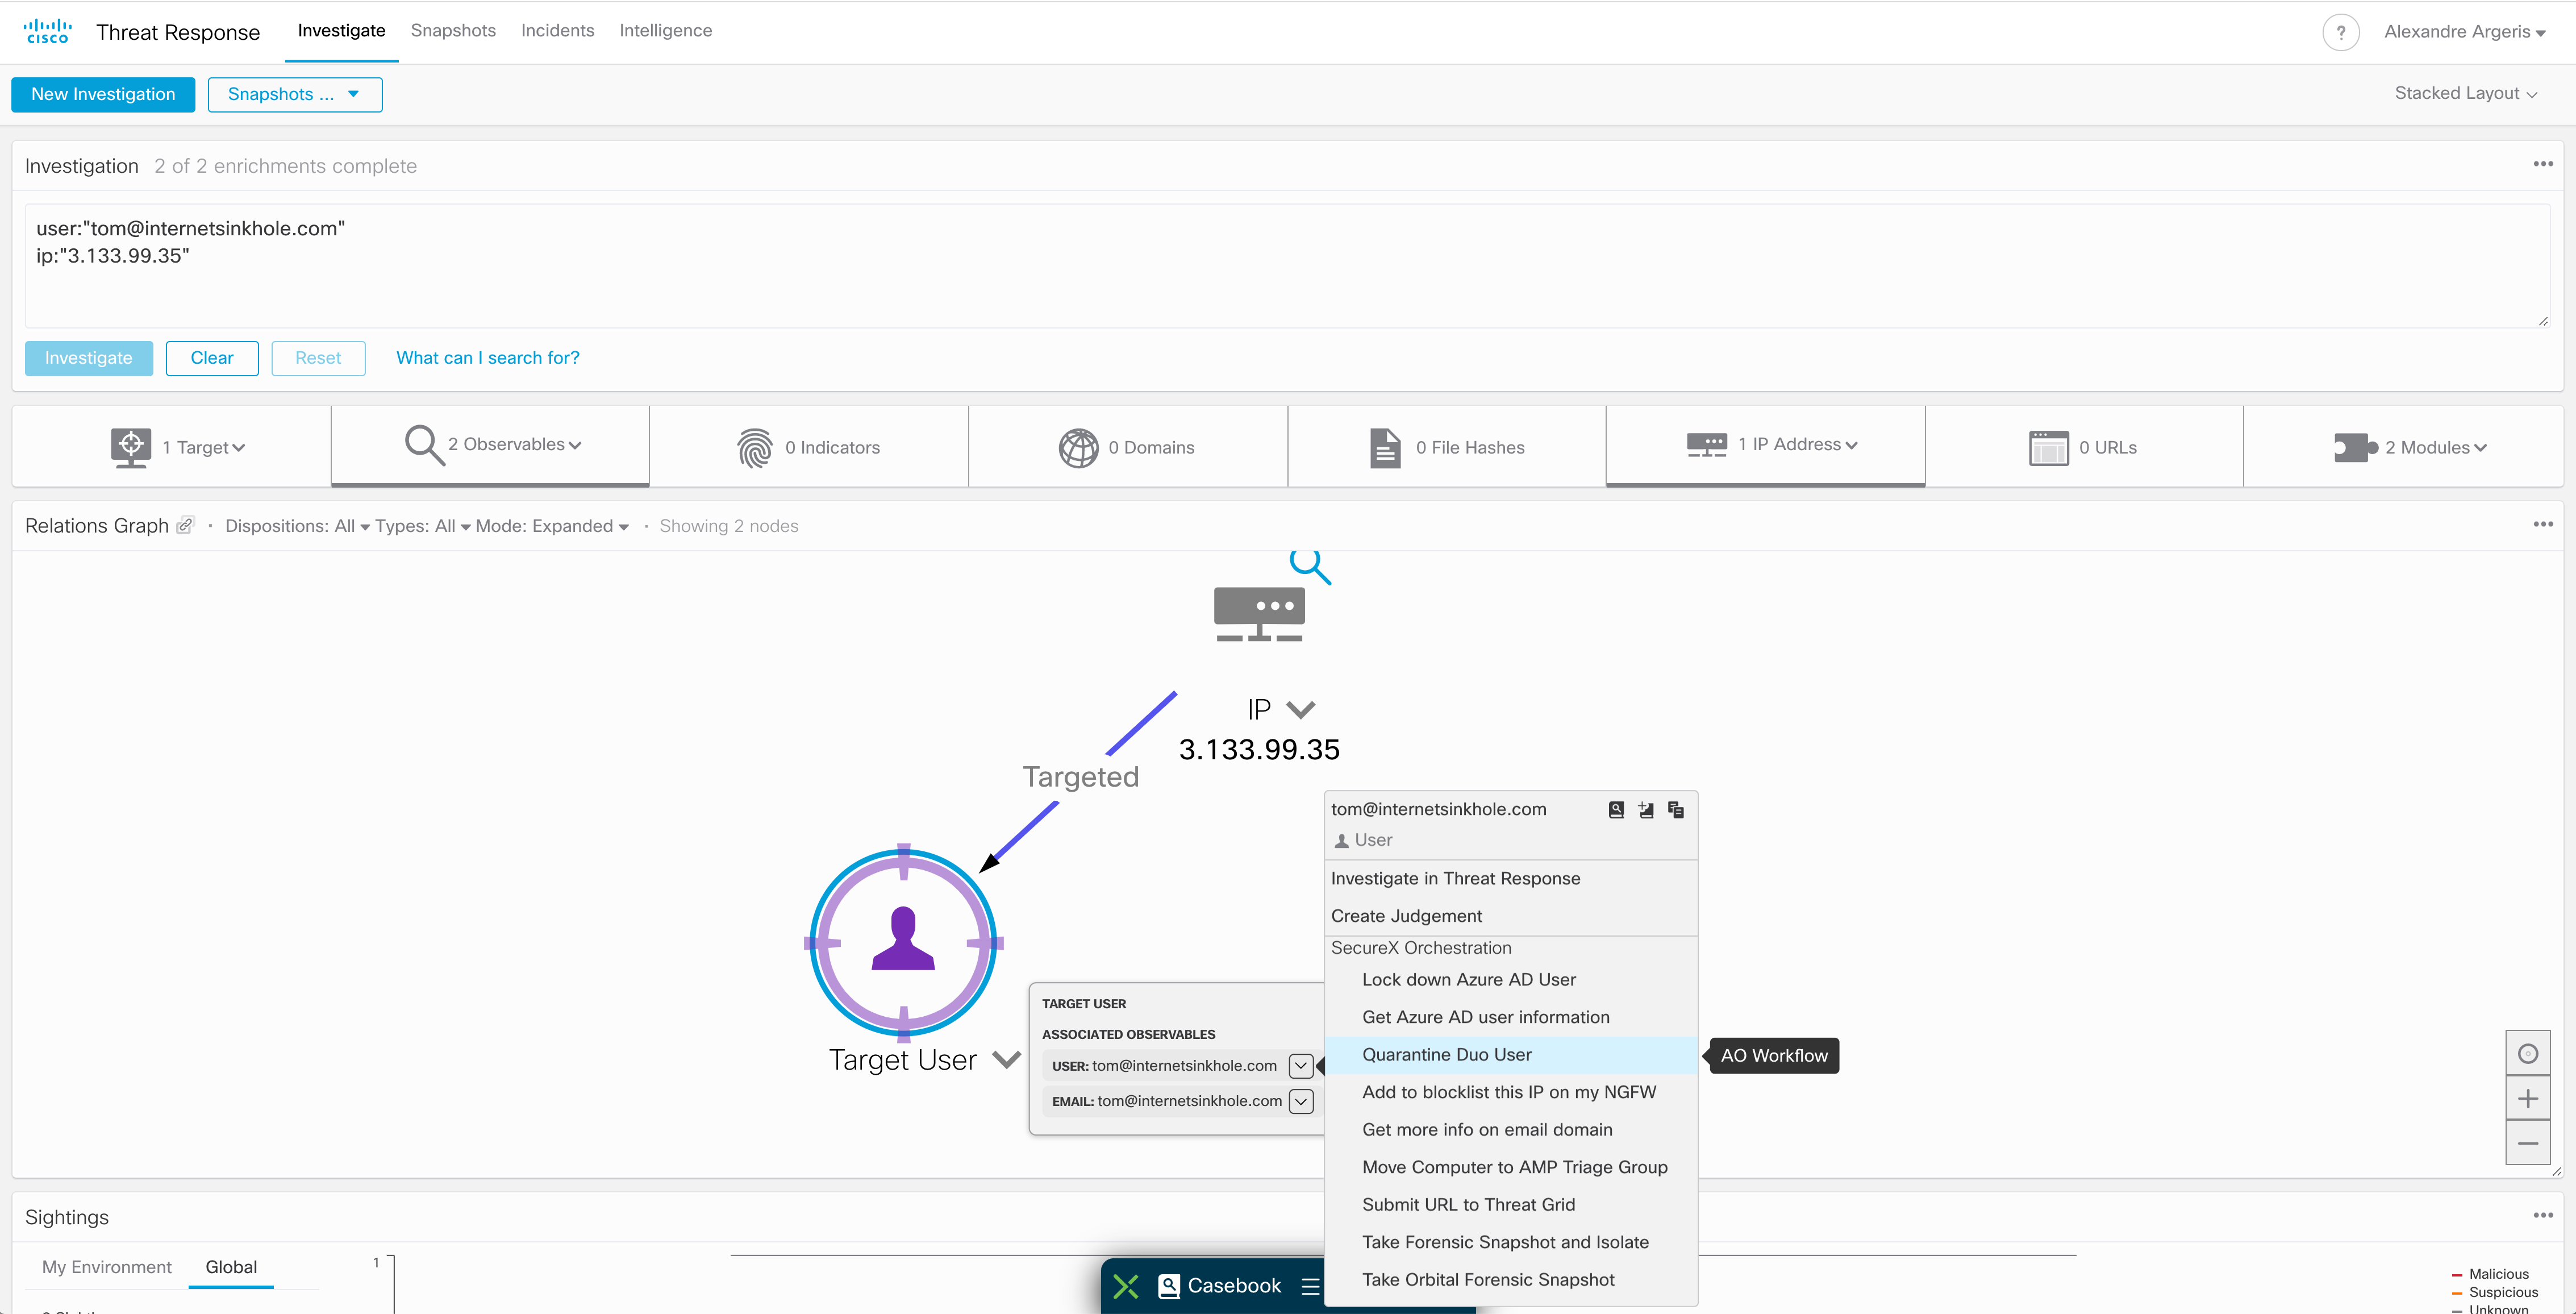 CISCO Threat Response Investigate Snapshots Incidents Intelligence ? Alexandre Argeris
New Investigation Snapshots ... Stacked Layout
Investigation 2 of 2 enrichments complete
user:"tom@internetsinkhole.com"
ip:"3.133.99.35"
Investigate Clear Reset What can I search for?
1 Target 2 Observables 0 Indicators 0 Domains 0 File Hashes 1 IP Address 0 URLs 2 Modules
Relations Graph · Dispositions: All Types: All Mode: Expanded · Showing 2 nodes
IP
3.133.99.35
Targeted
Target User
TARGET USER
ASSOCIATED OBSERVABLES
USER: tom@internetsinkhole.com
EMAIL: tom@internetsinkhole.com
tom@internetsinkhole.com
User
Investigate in Threat Response
Create Judgement
SecureX Orchestration
Lock down Azure AD User
Get Azure AD user information
Quarantine Duo User
AO Workflow
Add to blocklist this IP on my NGFW
Get more info on email domain
Move Computer to AMP Triage Group
Submit URL to Threat Grid
Take Forensic Snapshot and Isolate
Take Orbital Forensic Snapshot
Sightings
My Environment Global
1
Casebook
Malicious
Suspicious
Unknown